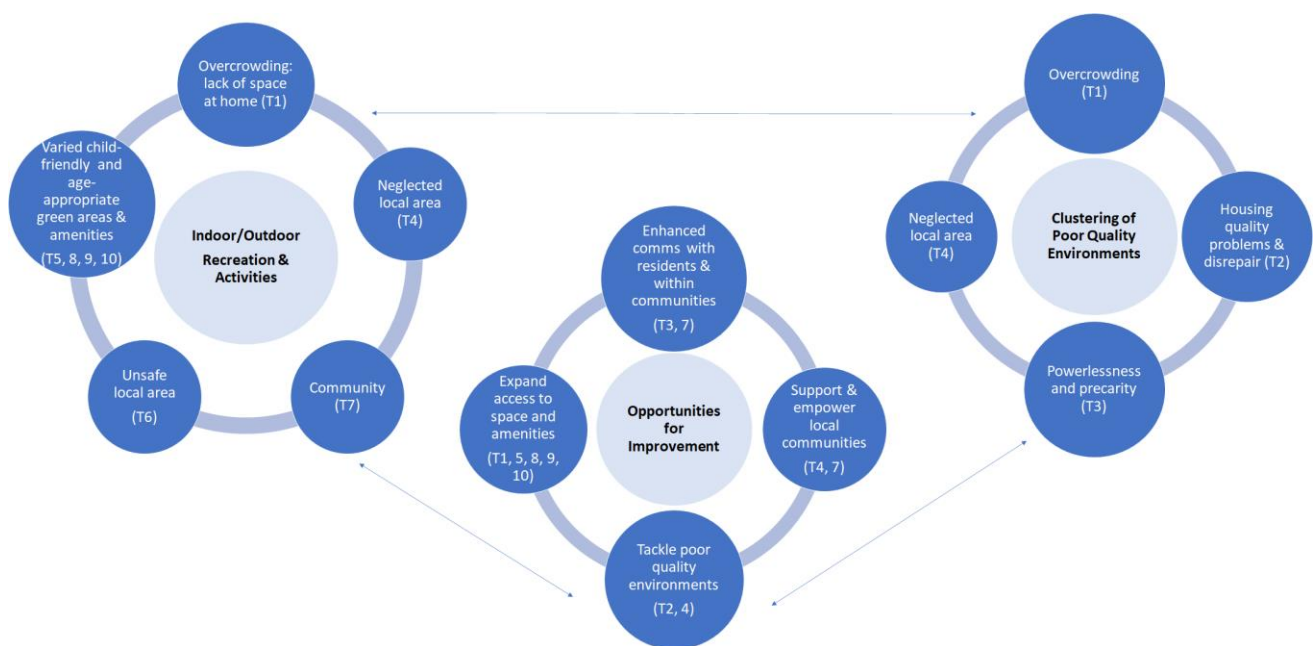 Overcrowding:
lack of space
at home (T1)
Varied child-
friendly and
age-
appropriate
green areas &
amenities
(T5, 8, 9, 10)
Neglected
local area
(T4)
Indoor/Outdoor
Recreation &
Activities
Unsafe
local area
(T6)
Community
(T7)
Enhanced
comms with
residents &
within
communities
(T3, 7)
Expand
access to
space and
amenities
(T1, 5, 8, 9,
10)
Opportunities
for
Improvement
Support &
empower
local
communities
(T4, 7)
Tackle poor
quality
environments
(T2, 4)
Overcrowding
(T1)
Neglected
local area
(T4)
Clustering of
Poor Quality
Environments
Housing
quality
problems &
disrepair (T2)
Powerlessness
and precarity
(T3)